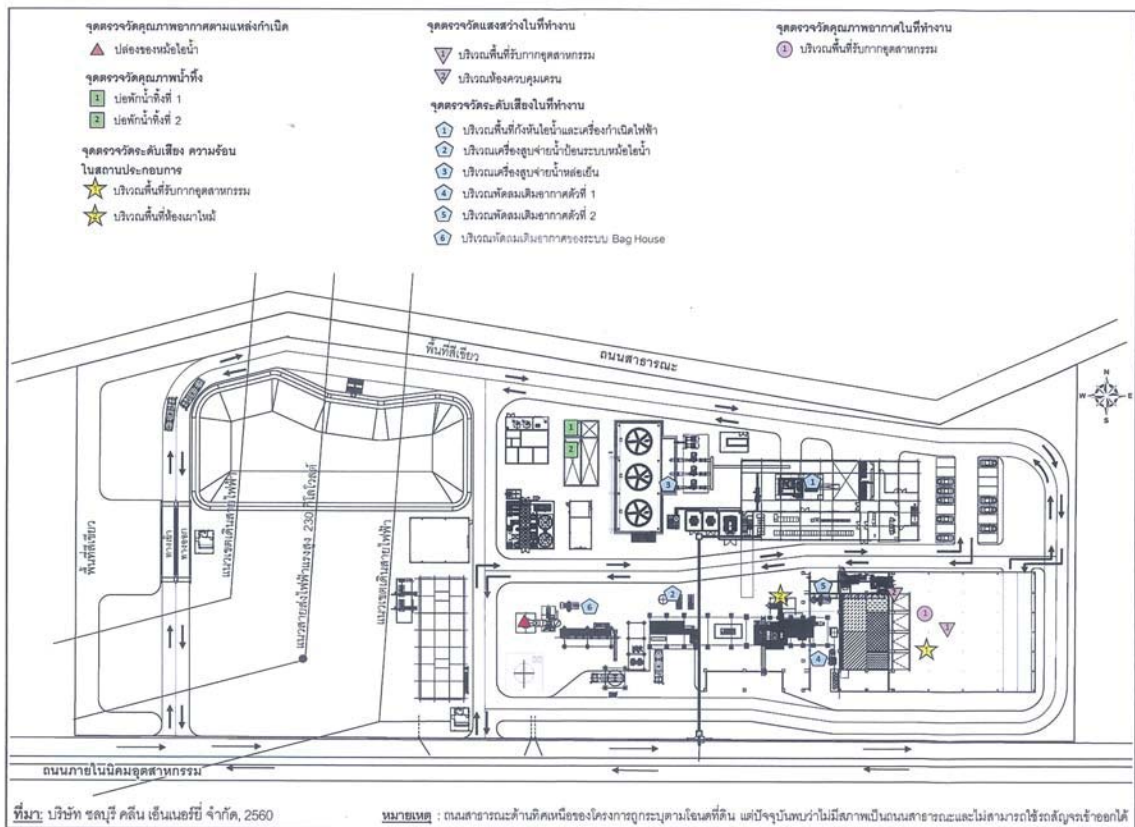 จุดตรวจวัดคุณภาพอากาศตามแหล่งกำเนิด
ปล่องของหม้อไอน้ำ
จุดตรวจวัดคุณภาพน้ำทิ้ง
1 บ่อพักน้ำทิ้งที่ 1
2 บ่อพักน้ำทิ้งที่ 2
จุดตรวจวัดระดับเสียง ความร้อน
ในสถานประกอบการ
1 บริเวณพื้นที่รับกากอุตสาหกรรม
2 บริเวณพื้นที่ห้องเผาไหม้
จุดตรวจวัดแสงสว่างในที่ทำงาน
1 บริเวณพื้นที่รับกากอุตสาหกรรม
2 บริเวณห้องควบคุมเครน
จุดตรวจวัดระดับเสียงในที่ทำงาน
1 บริเวณพื้นที่กังหันไอน้ำและเครื่องกำเนิดไฟฟ้า
2 บริเวณเครื่องสูบจ่ายน้ำป้อนระบบหม้อไอน้ำ
3 บริเวณเครื่องสูบจ่ายน้ำหล่อเย็น
4 บริเวณพัดลมเติมอากาศตัวที่ 1
5 บริเวณพัดลมเติมอากาศตัวที่ 2
6 บริเวณพัดลมเติมอากาศของระบบ Bag House
จุดตรวจวัดคุณภาพอากาศในที่ทำงาน
1 บริเวณพื้นที่รับกากอุตสาหกรรม
พื้นที่สีเขียว
ถนนสาธารณะ
N
W E
S
1
2
3
1
พื้นที่สีเขียว
ทางเข้า
ทางออก
แนวเขตเดินสายไฟฟ้า
แนวสายส่งไฟฟ้าแรงสูง 230 กิโลโวลต์
แนวเขตเดินสายไฟฟ้า
6
2
2
5
2
1
1
1
4
ถนนภายในนิคมอุตสาหกรรม
ที่มา: บริษัท ชลบุรี คลีน เอ็นเนอร์ยี่ จำกัด, 2560
หมายเหตุ : ถนนสาธารณะด้านทิศเหนือของโครงการถูกระบุตามโฉนดที่ดิน แต่ปัจจุบันพบว่าไม่มีสภาพเป็นถนนสาธารณะและไม่สามารถใช้รถสัญจรเข้าออกได้